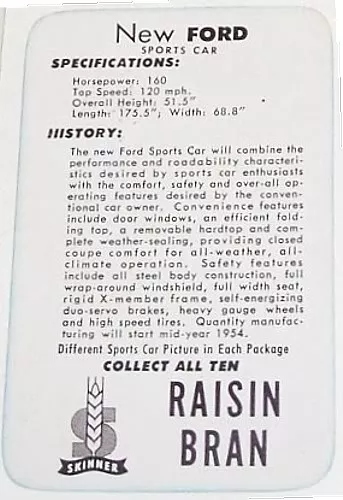 New FORD
SPORTS CAR
SPECIFICATIONS:
Horsepower: 160
Top Speed: 120 mph.
Overall Height: 51.5"
Length: 175.5"; Width: 68.8"
HISTORY:
The new Ford Sports Car will combine the
performance and roadability characteri-
stics desired by sports car enthusiasts
with the comfort, safety and over-all op-
erating features desired by the conven-
tional car owner. Convenience features
include door windows, an efficient fold-
ing top, a removable hardtop and com-
plete weather-sealing, providing closed
coupe comfort for all-weather, all-
climate operation. Safety features
include all steel body construction, full
wrap-around windshield, full width seat,
rigid X-member frame, self-energizing
duo-servo brakes, heavy gauge wheels
and high speed tires. Quantity manufac-
turing will start mid-year 1954.
Different Sports Car Picture in Each Package
COLLECT ALL TEN
RAISIN
BRAN
S
SKINNER